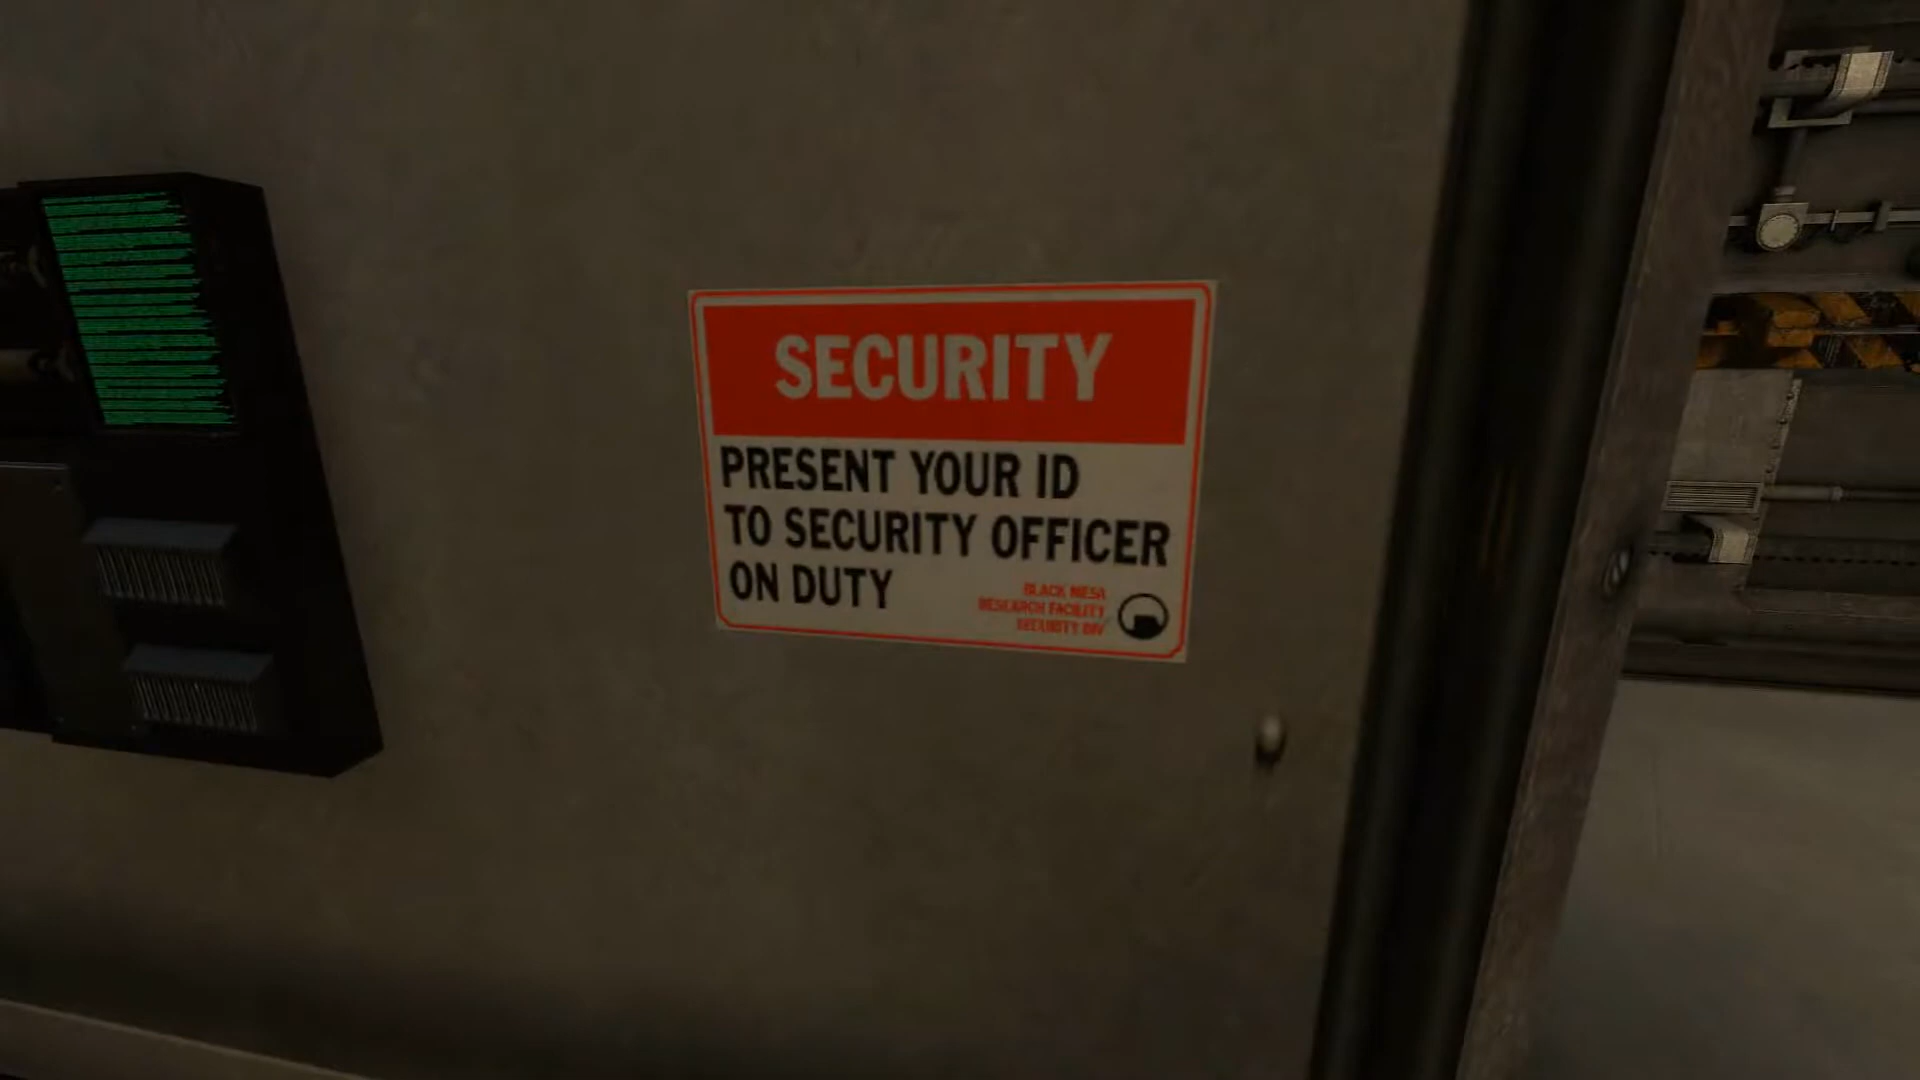 SECURITY
PRESENT YOUR ID
TO SECURITY OFFICER
ON DUTY
BLACK MESA
RESEARCH FACILITY
SECURITY DIV